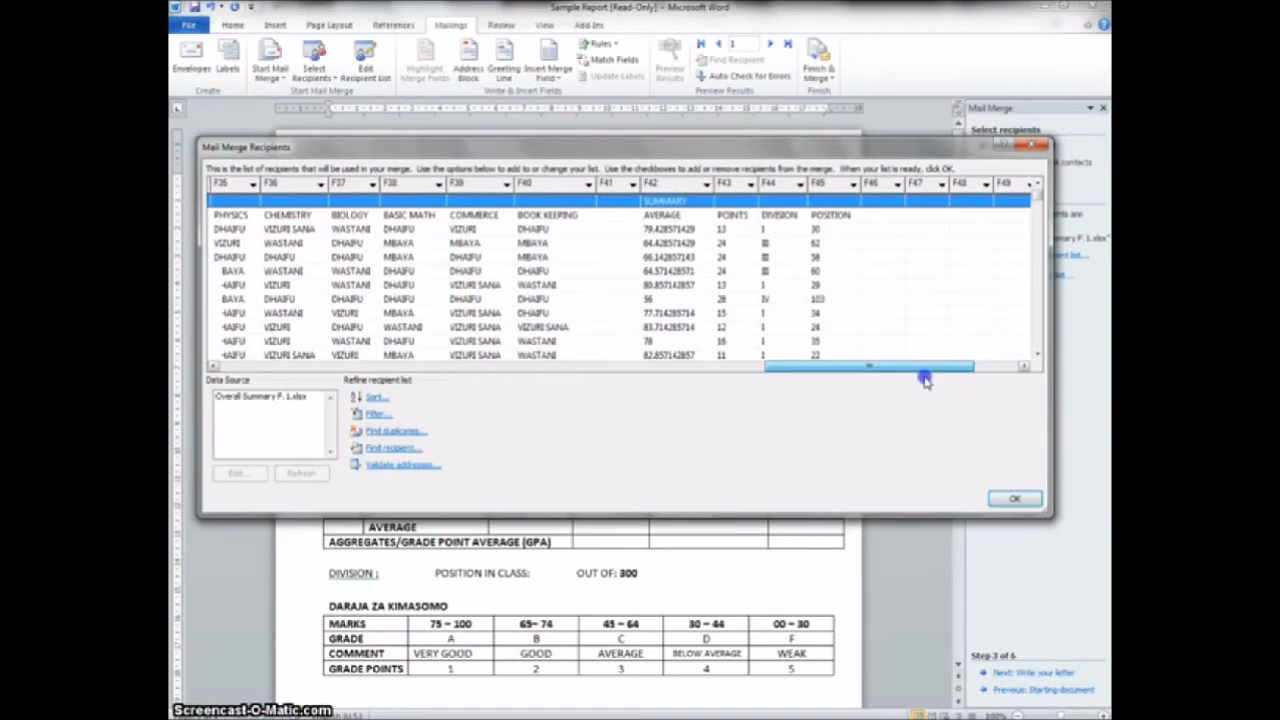 Sample Report [Read-Only] - Microsoft Word
File Home Insert Page Layout References Mailings Review View Add-Ins
Envelopes Labels Start Mail Merge Select Recipients Edit Recipient List Highlight Merge Fields Address Block Greeting Line Insert Merge Field Rules Match Fields Update Labels Preview Results 1 Find Recipient Auto Check for Errors Finish & Merge
Create Start Mail Merge Write & Insert Fields Preview Results Finish
Mail Merge
Select recipients
Mail Merge Recipients
This is the list of recipients that will be used in your merge. Use the options below to add to or change your list. Use the checkboxes to add or remove recipients from the merge. When your list is ready, click OK.
F35 F36 F37 F38 F39 F40 F41 F42 F43 F44 F45 F46 F47 F48 F49
SUMMARY
PHYSICS CHEMISTRY BIOLOGY BASIC MATH COMMERCE BOOK KEEPING AVERAGE POINTS DIVISION POSITION
DHAIFU VIZURI SANA WASTANI DHAIFU VIZURI DHAIFU 79.428571429 13 I 30
VIZURI WASTANI DHAIFU MBAYA MBAYA MBAYA 64.428571429 24 III 62
DHAIFU DHAIFU DHAIFU MBAYA DHAIFU MBAYA 66.142857143 24 III 58
BAYA WASTANI WASTANI DHAIFU DHAIFU DHAIFU 64.571428571 24 III 60
HAIFU VIZURI WASTANI DHAIFU VIZURI SANA WASTANI 80.857142857 13 I 29
BAYA DHAIFU DHAIFU DHAIFU DHAIFU DHAIFU 56 28 IV 103
HAIFU WASTANI VIZURI MBAYA VIZURI SANA WASTANI 77.714285714 15 I 34
HAIFU VIZURI DHAIFU WASTANI VIZURI SANA VIZURI SANA 83.714285714 12 I 24
HAIFU VIZURI WASTANI DHAIFU VIZURI SANA WASTANI 78 16 I 35
HAIFU VIZURI SANA VIZURI MBAYA VIZURI SANA WASTANI 82.857142857 11 I 22
Data Source Refine recipient list
Overall Summary F. 1.xlsx
Sort...
Filter...
Find duplicates...
Find recipient...
Validate addresses...
Edit... Refresh
OK
AVERAGE
AGGREGATES/GRADE POINT AVERAGE (GPA)
DIVISION : POSITION IN CLASS: OUT OF: 300
DARAJA ZA KIMASOMO
MARKS 75 – 100 65– 74 45 – 64 30 – 44 00 – 30
GRADE A B C D F
COMMENT VERY GOOD GOOD AVERAGE BELOW AVERAGE WEAK
GRADE POINTS 1 2 3 4 5
Step 3 of 6
Next: Write your letter
Previous: Starting document
Screencast-O-Matic.com
100%